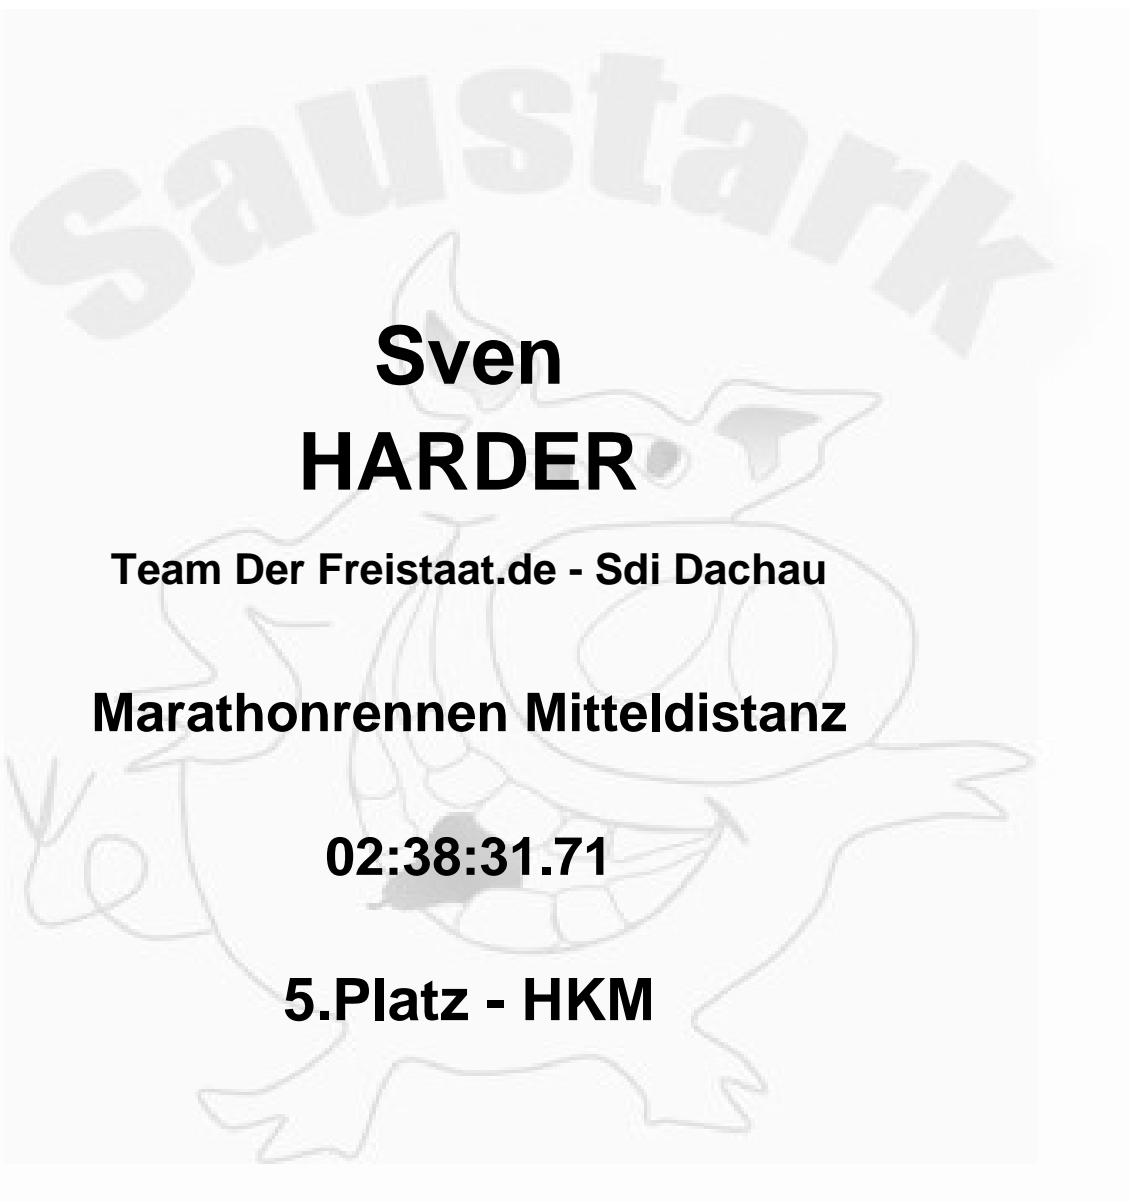 Saustark
Sven
HARDER
Team Der Freistaat.de - Sdi Dachau
Marathonrennen Mitteldistanz
02:38:31.71
5.Platz - HKM